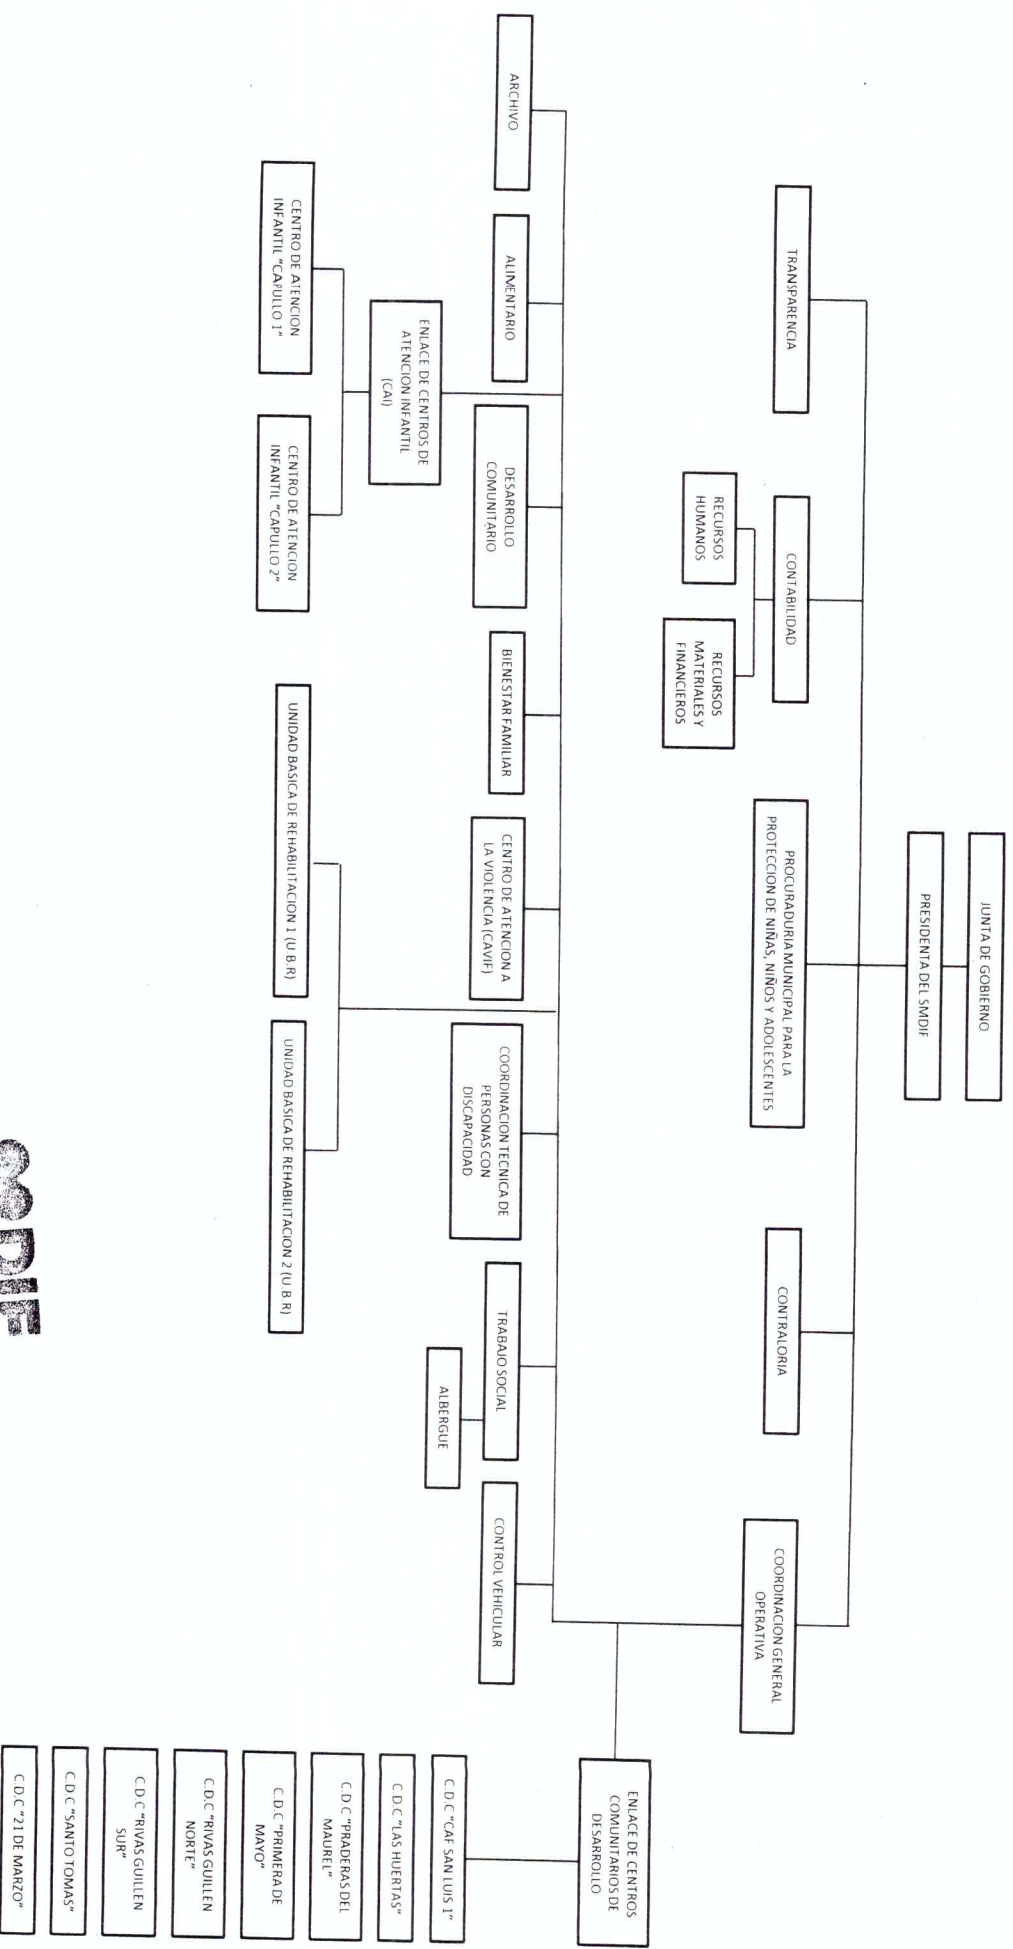 JUNTA DE GOBIERNO
PRESIDENTA DEL SMDIF
TRANSPARENCIA
CONTABILIDAD
RECURSOS
HUMANOS
RECURSOS
MATERIALES Y
FINANCIEROS
PROCURADURIA MUNICIPAL PARA LA
PROTECCION DE NIÑAS, NIÑOS Y ADOLESCENTES
CONTRALORIA
COORDINACION GENERAL
OPERATIVA
ENLACE DE CENTROS
COMUNITARIOS DE
DESARROLLO
C.D.C "CAF SAN LUIS 1"
C.D.C "LAS HUERTAS"
C.D.C "PRADERAS DEL
MAUREL"
C.D.C "PRIMERA DE
MAYO"
C.D.C "RIVAS GUILLEN
NORTE"
C.D.C "RIVAS GUILLEN
SUR"
C.D.C "SANTO TOMAS"
C.D.C "21 DE MARZO"
ARCHIVO
ALIMENTARIO
DESARROLLO
COMUNITARIO
BIENESTAR FAMILIAR
CENTRO DE ATENCION A
LA VIOLENCIA (CAVIF)
COORDINACION TECNICA DE
PERSONAS CON
DISCAPACIDAD
TRABAJO SOCIAL
CONTROL VEHICULAR
ALBERGUE
ENLACE DE CENTROS DE
ATENCION INFANTIL
(CAI)
CENTRO DE ATENCION
INFANTIL "CAPULLO 1"
CENTRO DE ATENCION
INFANTIL "CAPULLO 2"
UNIDAD BASICA DE REHABILITACION 1 (U.B.R)
UNIDAD BASICA DE REHABILITACION 2 (U.B.R)
DIF